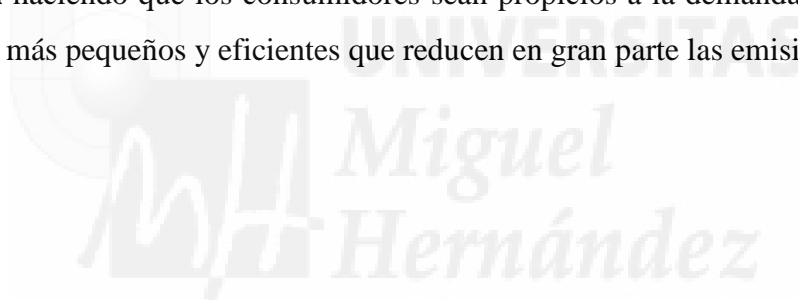 haciendo que los consumidores sean propicios a la demanda
más pequeños y eficientes que reducen en gran parte las emisi
UNIVERSITAS
Miguel
Hernández